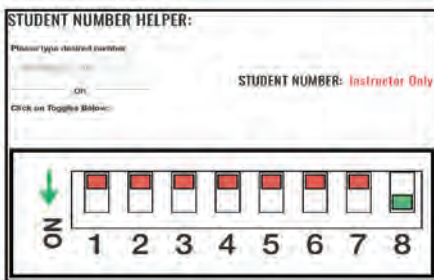 STUDENT NUMBER HELPER:
Please type desired number
STUDENT NUMBER: Instructor Only
OR
Click on Toggles Below:
ON
1 2 3 4 5 6 7 8